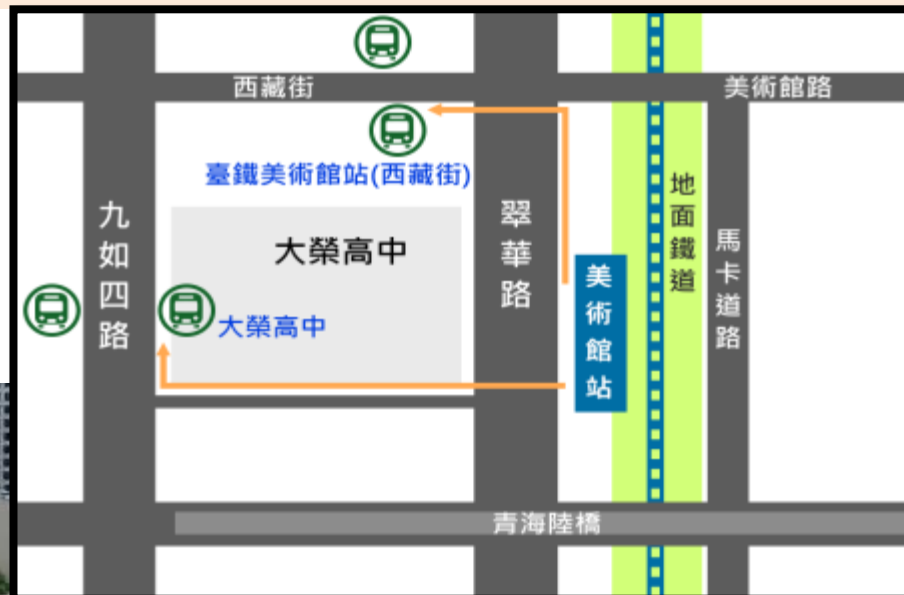 西藏街
美術館路
臺鐵美術館站(西藏街)
九如四路
大榮高中
大榮高中
翠華路
美術館站
地面鐵道
馬卡道路
青海陸橋